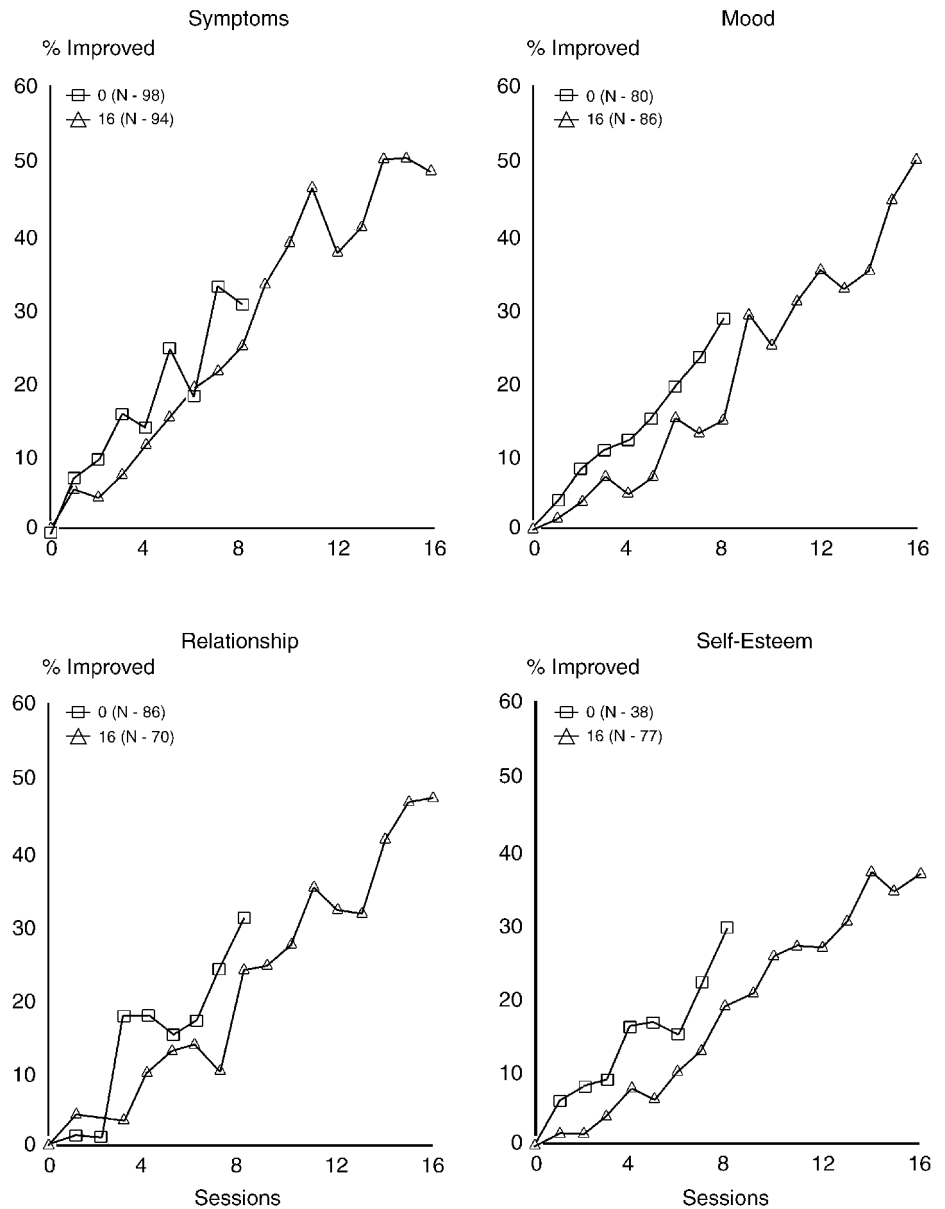 Symptoms
% Improved
60
50
40
30
20
10
0
0 (N - 98)
16 (N - 94)
0 4 8 12 16
Mood
% Improved
60
50
40
30
20
10
0
0 (N - 80)
16 (N - 86)
0 4 8 12 16
Relationship
% Improved
60
50
40
30
20
10
0
0 (N - 86)
16 (N - 70)
0 4 8 12 16
Sessions
Self-Esteem
% Improved
60
50
40
30
20
10
0
0 (N - 38)
16 (N - 77)
0 4 8 12 16
Sessions